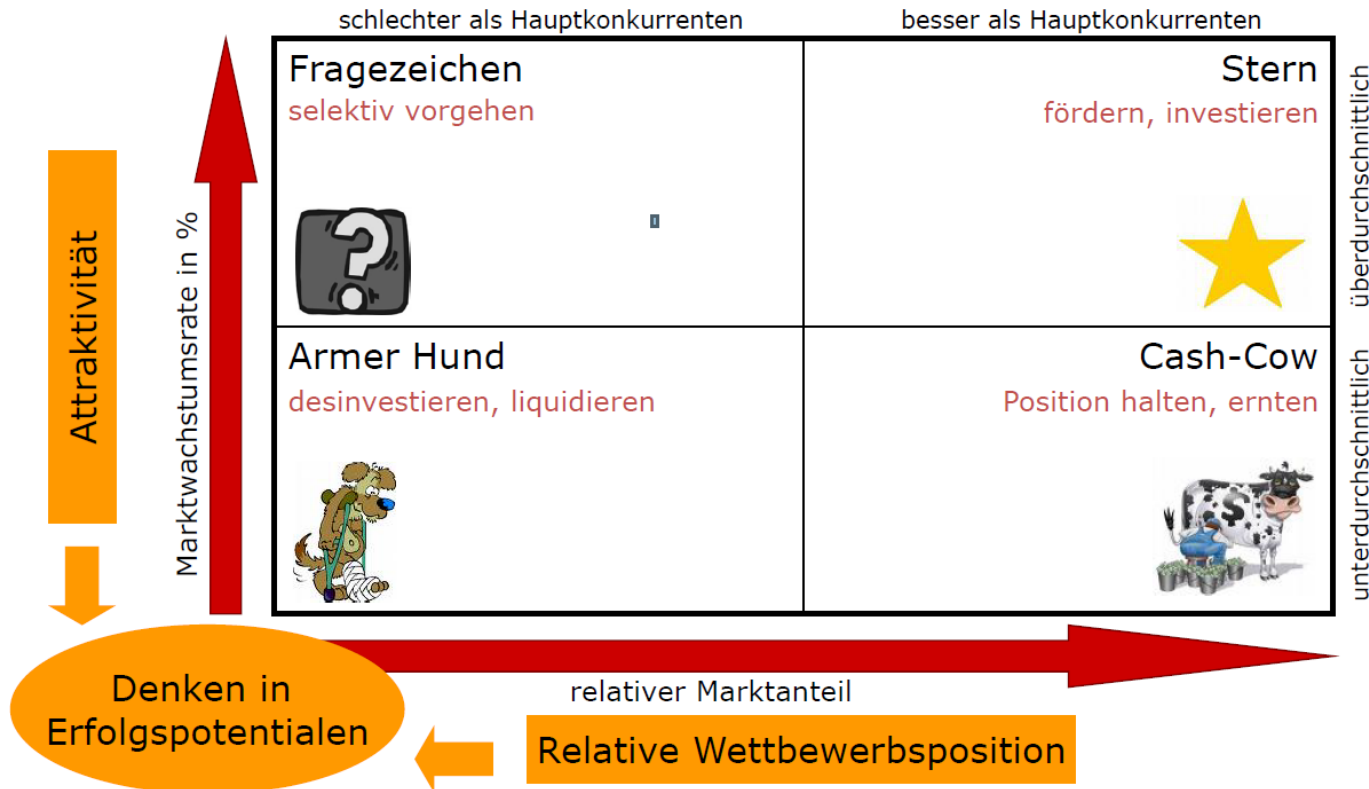 schlechter als Hauptkonkurrenten
besser als Hauptkonkurrenten
Fragezeichen
selektiv vorgehen
?
Stern
fördern, investieren
überdurchschnittlich
Attraktivität
Marktwachstumsrate in %
Armer Hund
desinvestieren, liquidieren
Cash-Cow
Position halten, ernten
$
unterdurchschnittlich
Denken in
Erfolgspotentialen
relativer Marktanteil
Relative Wettbewerbsposition